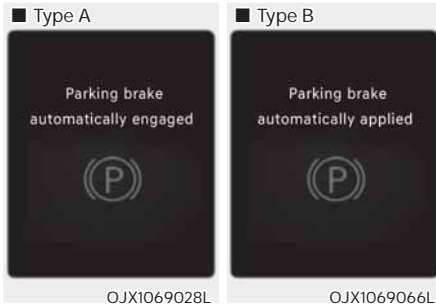 ■ Type A
Parking brake
automatically engaged
P
OJX1069028L
■ Type B
Parking brake
automatically applied
P
OJX1069066L